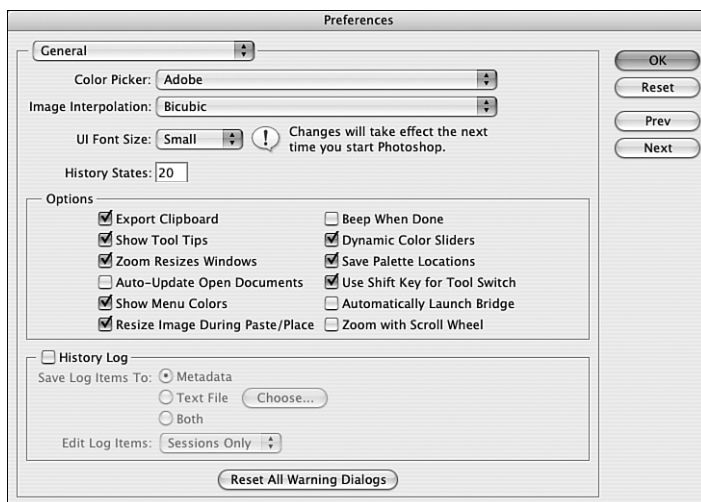 Preferences
General
OK
Color Picker: Adobe
Reset
Image Interpolation: Bicubic
Prev
UI Font Size: Small
! Changes will take effect the next
time you start Photoshop.
Next
History States: 20
Options
Export Clipboard
Beep When Done
Show Tool Tips
Dynamic Color Sliders
Zoom Resizes Windows
Save Palette Locations
Auto-Update Open Documents
Use Shift Key for Tool Switch
Show Menu Colors
Automatically Launch Bridge
Resize Image During Paste/Place
Zoom with Scroll Wheel
History Log
Save Log Items To: Metadata
Text File Choose...
Both
Edit Log Items: Sessions Only
Reset All Warning Dialogs